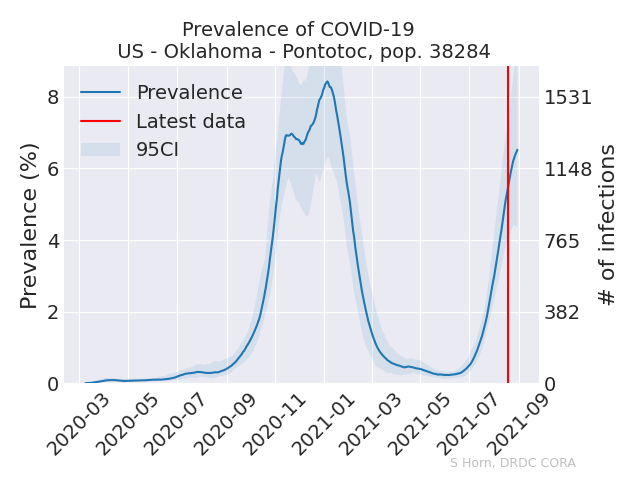 Prevalence of COVID-19
US - Oklahoma - Pontotoc, pop. 38284
Prevalence
Latest data
95CI
Prevalence (%)
8
6
4
2
0
1531
1148
765
382
0
# of infections
2020-03
2020-05
2020-07
2020-09
2020-11
2021-01
2021-03
2021-05
2021-07
2021-09
S Horn, DRDC CORA